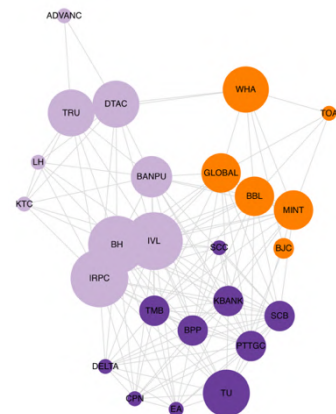 ADVANC
DTAC
TRU
WHA
TOA
LH
BANPU
GLOBAL
KTC
BBL
MINT
BH
IVL
SCC
BJC
IRPC
TMB
KBANK
SCB
BPP
PTTGC
DELTA
TU
CPN
EA